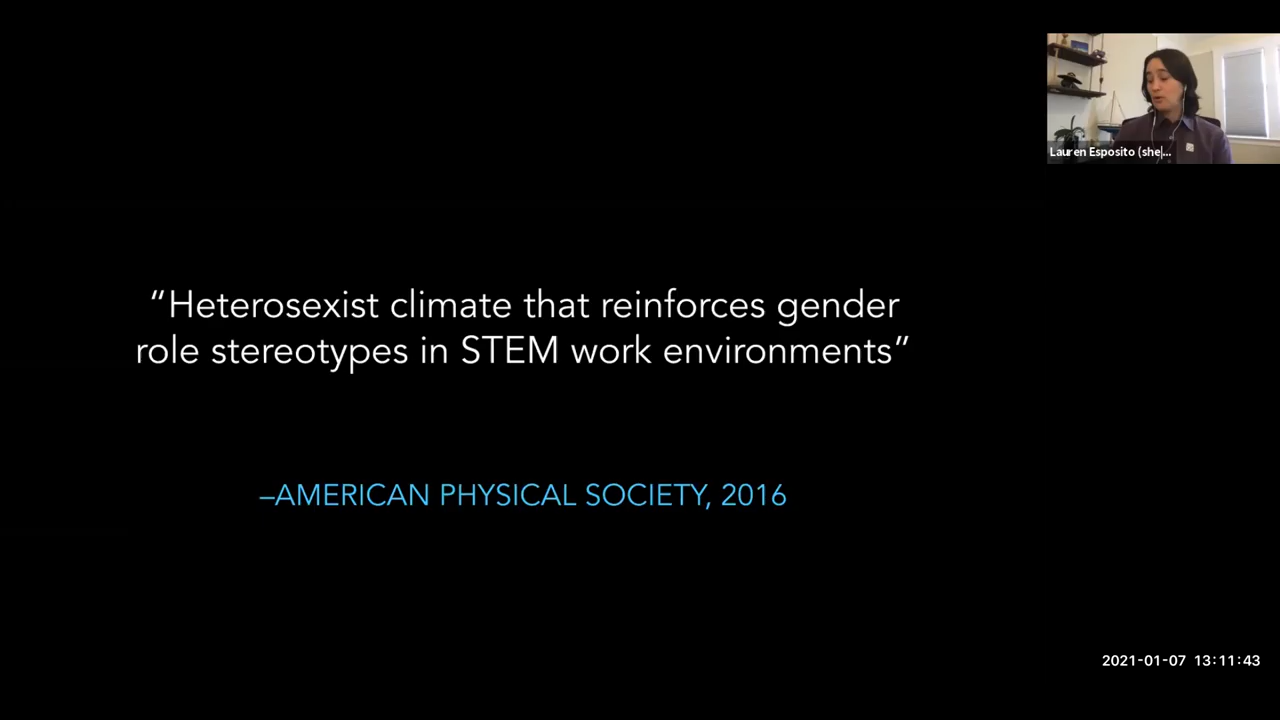 Lauren Esposito (she|...
“Heterosexist climate that reinforces gender
role stereotypes in STEM work environments”
–AMERICAN PHYSICAL SOCIETY, 2016
2021-01-07 13:11:43